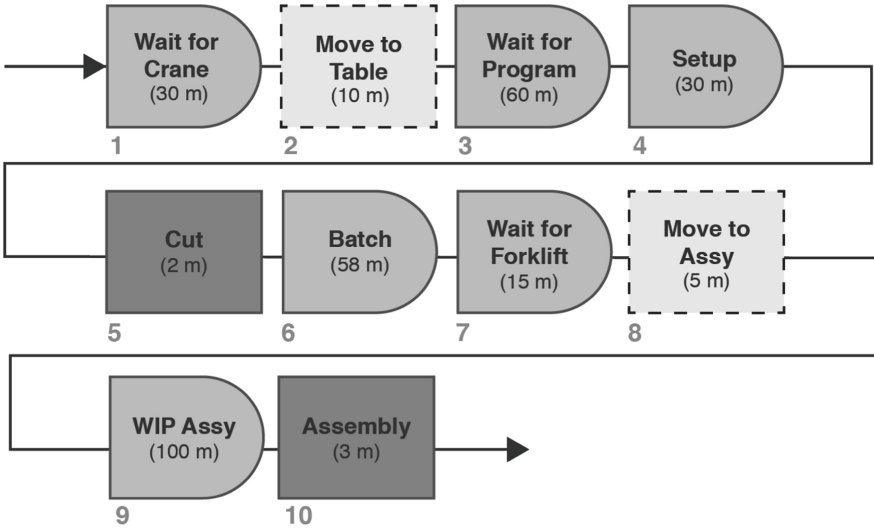 Wait for
Crane
(30 m)
1
Move to
Table
(10 m)
2
Wait for
Program
(60 m)
3
Setup
(30 m)
4
Cut
(2 m)
5
Batch
(58 m)
6
Wait for
Forklift
(15 m)
7
Move to
Assy
(5 m)
8
WIP Assy
(100 m)
9
Assembly
(3 m)
10